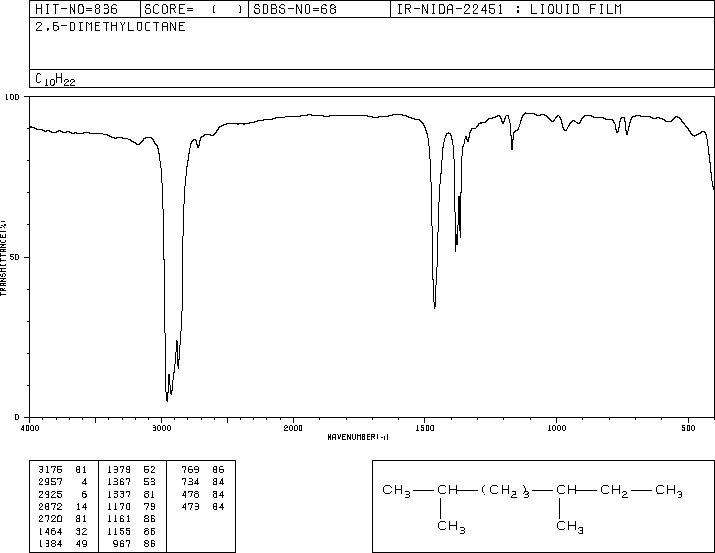 HIT-NO=836 SCORE= ( ) SDBS-NO=68 IR-NIDA-22451 : LIQUID FILM
2,6-DIMETHYLOCTANE
C10H22
100
50
0
TRANSMITTANCE(%)
4000 3000 2000 1500 1000 500
WAVENUMBER(-1)
3175 81 1379 52 769 86
2957 4 1367 53 734 84
2925 6 1337 81 478 84
2872 14 1170 79 473 84
2720 81 1161 86
1464 32 1155 86
1384 49 967 86
CH3—CH—(CH2)3—CH—CH2—CH3
CH3 CH3